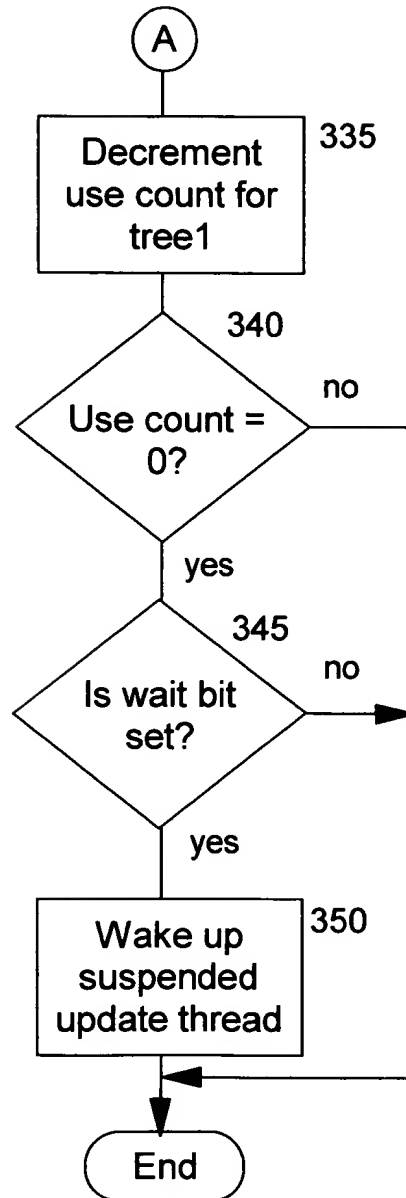 A
335
Decrement
use count for
tree1
340
Use count =
0?
no
yes
345
Is wait bit
set?
no
yes
350
Wake up
suspended
update thread
End